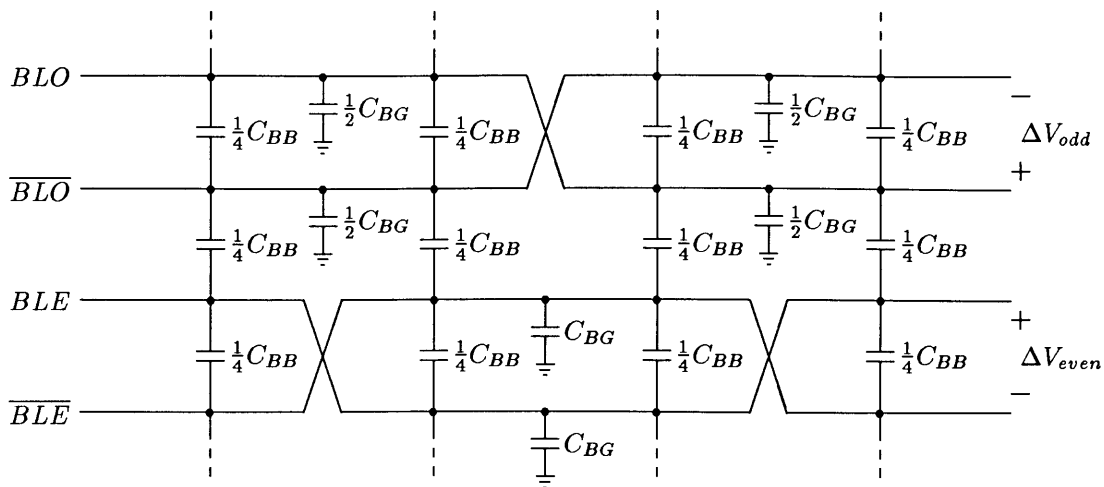 BLO
½C_BG
¼C_BB ¼C_BB ¼C_BB ½C_BG ¼C_BB
−
ΔV_odd
+
B̅L̅O̅
½C_BG ½C_BG
¼C_BB ¼C_BB ¼C_BB ¼C_BB
BLE
+
C_BG
¼C_BB ¼C_BB ¼C_BB ¼C_BB
ΔV_even
−
B̅L̅E̅
C_BG